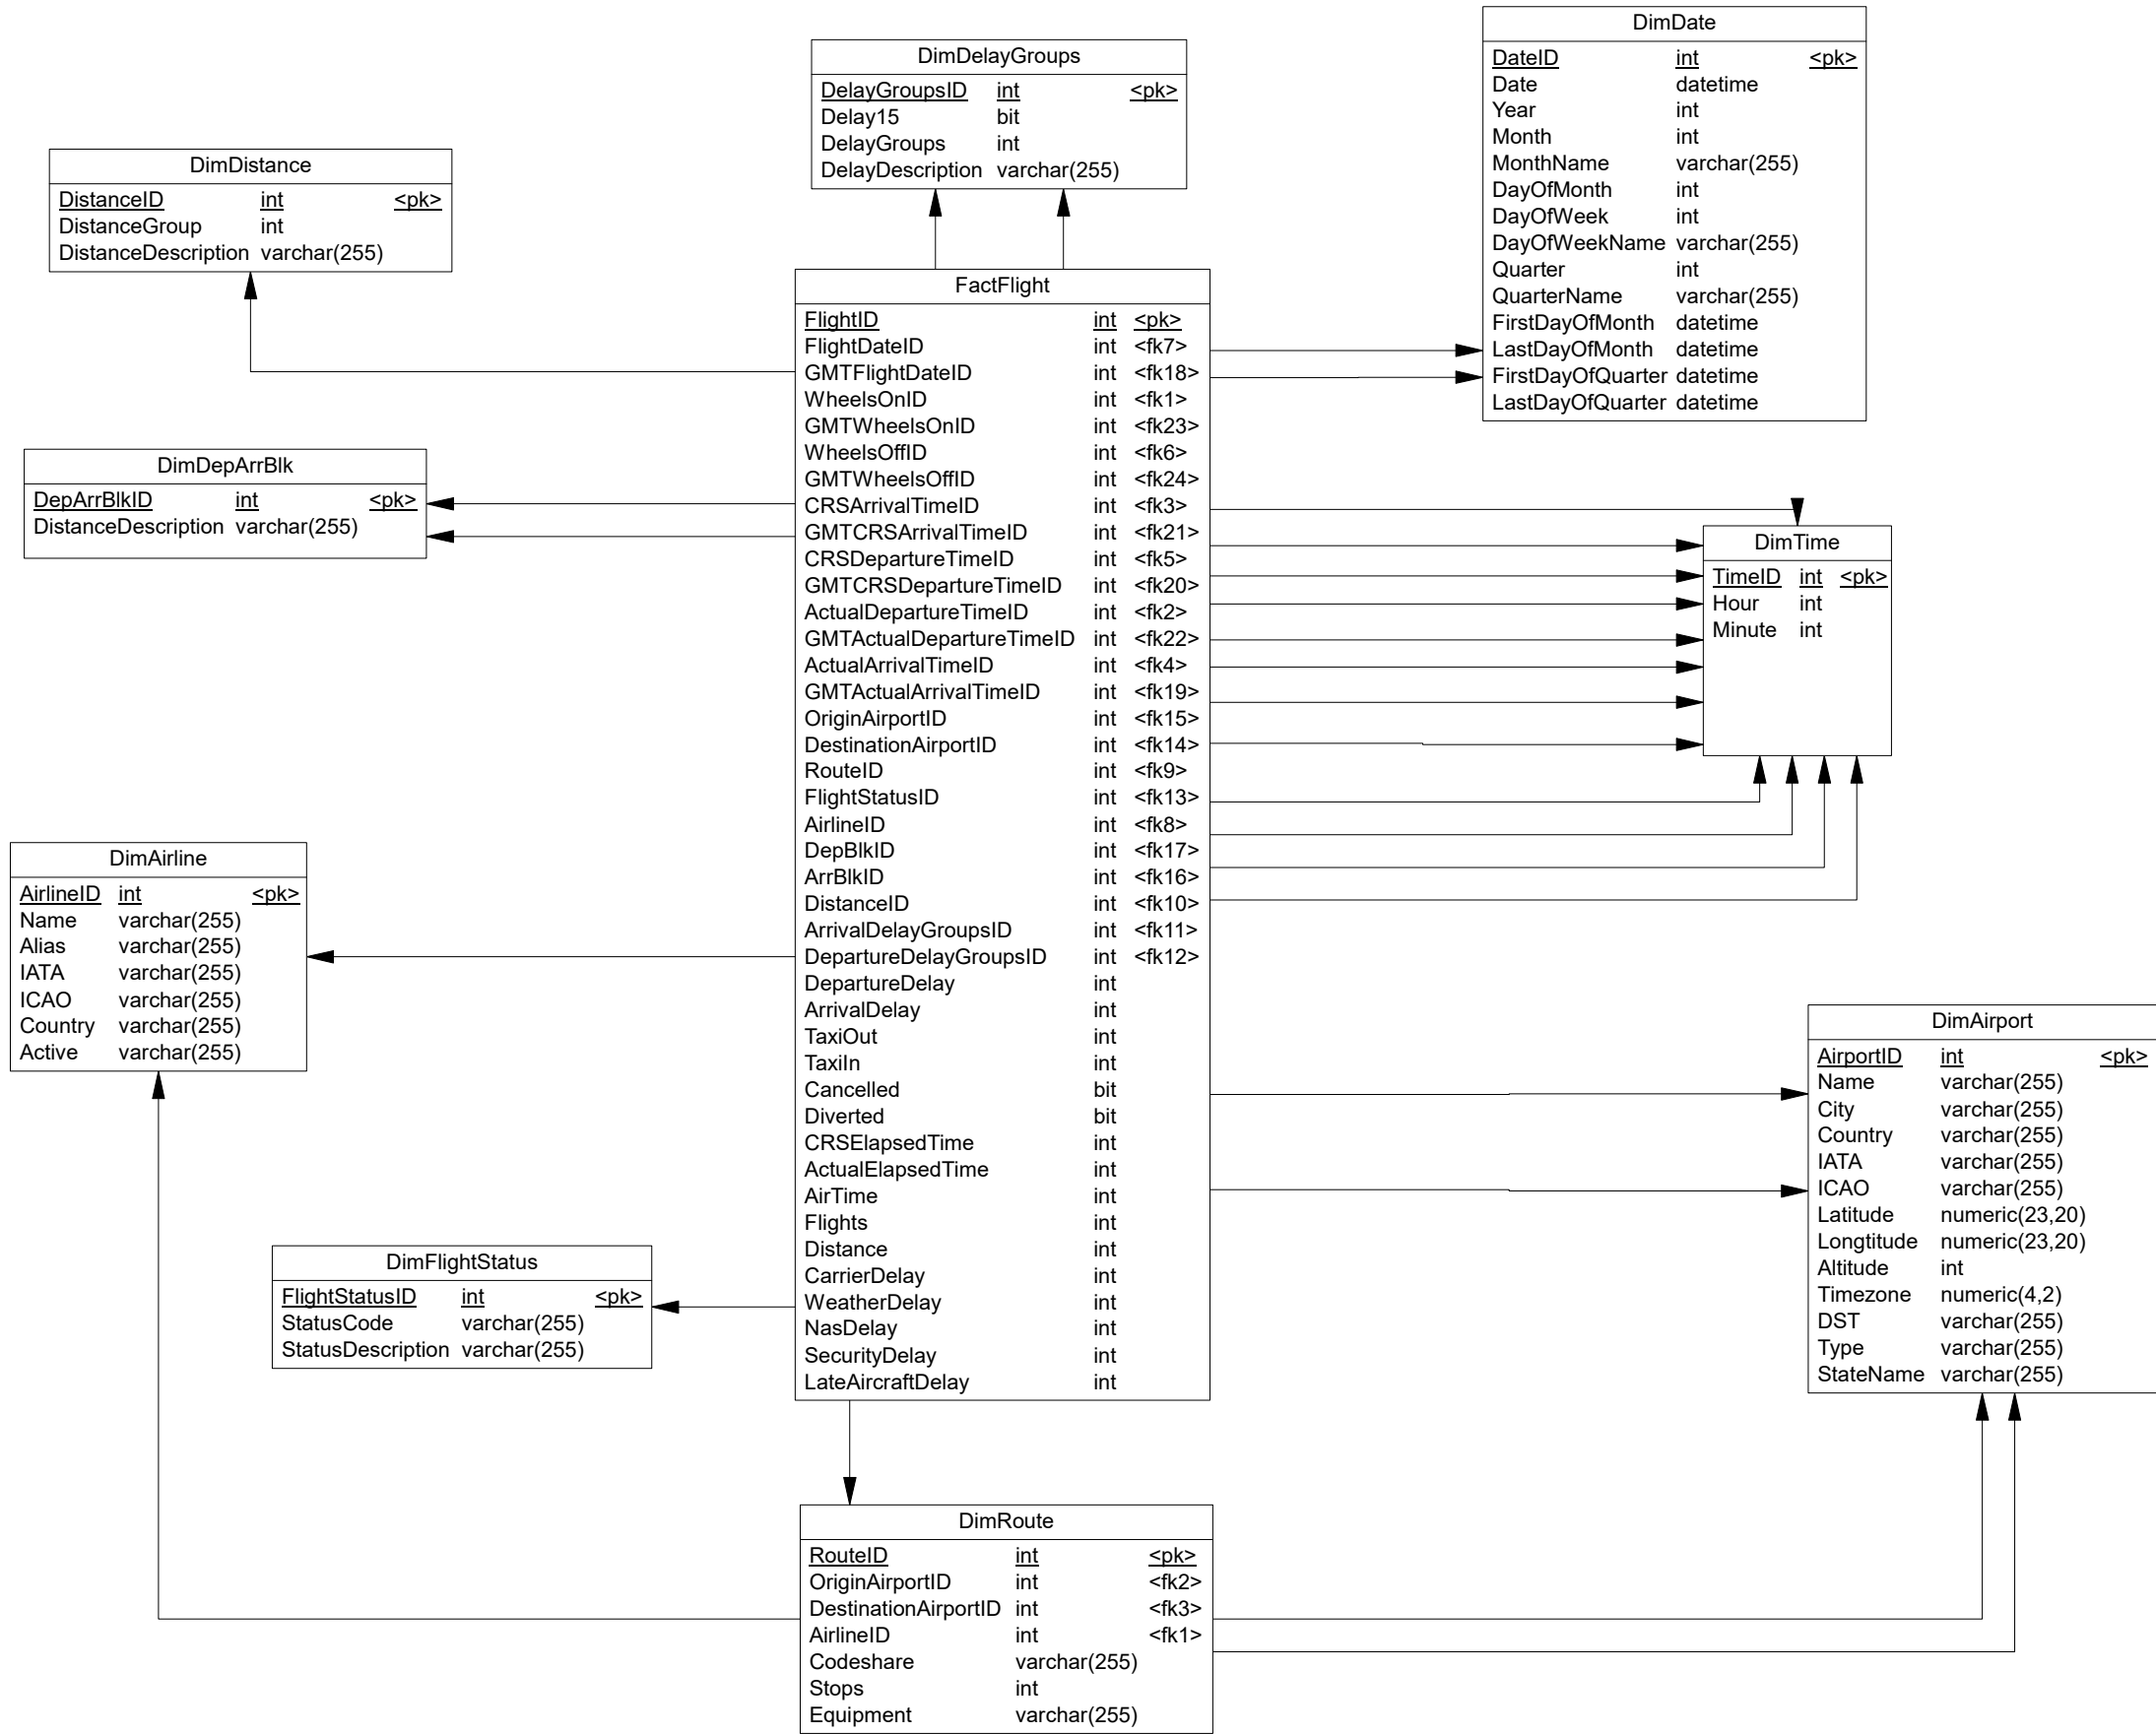 DimDate
DateID int <pk>
Date datetime
Year int
Month int
MonthName varchar(255)
DayOfMonth int
DayOfWeek int
DayOfWeekName varchar(255)
Quarter int
QuarterName varchar(255)
FirstDayOfMonth datetime
LastDayOfMonth datetime
FirstDayOfQuarter datetime
LastDayOfQuarter datetime
DimDelayGroups
DelayGroupsID int <pk>
Delay15 bit
DelayGroups int
DelayDescription varchar(255)
DimDistance
DistanceID int <pk>
DistanceGroup int
DistanceDescription varchar(255)
FactFlight
FlightID int <pk>
FlightDateID int <fk7>
GMTFlightDateID int <fk18>
WheelsOnID int <fk1>
GMTWheelsOnID int <fk23>
WheelsOffID int <fk6>
GMTWheelsOffID int <fk24>
CRSArrivalTimeID int <fk3>
GMTCRSArrivalTimeID int <fk21>
CRSDepartureTimeID int <fk5>
GMTCRSDepartureTimeID int <fk20>
ActualDepartureTimeID int <fk2>
GMTActualDepartureTimeID int <fk22>
ActualArrivalTimeID int <fk4>
GMTActualArrivalTimeID int <fk19>
OriginAirportID int <fk15>
DestinationAirportID int <fk14>
RouteID int <fk9>
FlightStatusID int <fk13>
AirlineID int <fk8>
DepBlkID int <fk17>
ArrBlkID int <fk16>
DistanceID int <fk10>
ArrivalDelayGroupsID int <fk11>
DepartureDelayGroupsID int <fk12>
DepartureDelay int
ArrivalDelay int
TaxiOut int
TaxiIn int
Cancelled bit
Diverted bit
CRSElapsedTime int
ActualElapsedTime int
AirTime int
Flights int
Distance int
CarrierDelay int
WeatherDelay int
NasDelay int
SecurityDelay int
LateAircraftDelay int
DimDepArrBlk
DepArrBlkID int <pk>
DistanceDescription varchar(255)
DimTime
TimeID int <pk>
Hour int
Minute int
DimAirline
AirlineID int <pk>
Name varchar(255)
Alias varchar(255)
IATA varchar(255)
ICAO varchar(255)
Country varchar(255)
Active varchar(255)
DimAirport
AirportID int <pk>
Name varchar(255)
City varchar(255)
Country varchar(255)
IATA varchar(255)
ICAO varchar(255)
Latitude numeric(23,20)
Longtitude numeric(23,20)
Altitude int
Timezone numeric(4,2)
DST varchar(255)
Type varchar(255)
StateName varchar(255)
DimFlightStatus
FlightStatusID int <pk>
StatusCode varchar(255)
StatusDescription varchar(255)
DimRoute
RouteID int <pk>
OriginAirportID int <fk2>
DestinationAirportID int <fk3>
AirlineID int <fk1>
Codeshare varchar(255)
Stops int
Equipment varchar(255)